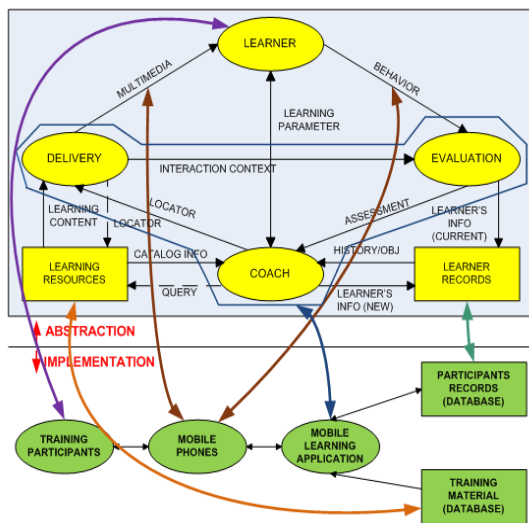 LEARNER
MULTIMEDIA
BEHAVIOR
LEARNING
PARAMETER
DELIVERY
EVALUATION
INTERACTION CONTEXT
LEARNING
CONTENT
LOCATOR
LOCATOR
ASSESSMENT
LEARNER'S
INFO
(CURRENT)
LEARNING
RESOURCES
CATALOG INFO
QUERY
COACH
HISTORY/OBJ
LEARNER'S
INFO (NEW)
LEARNER
RECORDS
ABSTRACTION
IMPLEMENTATION
PARTICIPANTS
RECORDS
(DATABASE)
TRAINING
PARTICIPANTS
MOBILE
PHONES
MOBILE
LEARNING
APPLICATION
TRAINING
MATERIAL
(DATABASE)